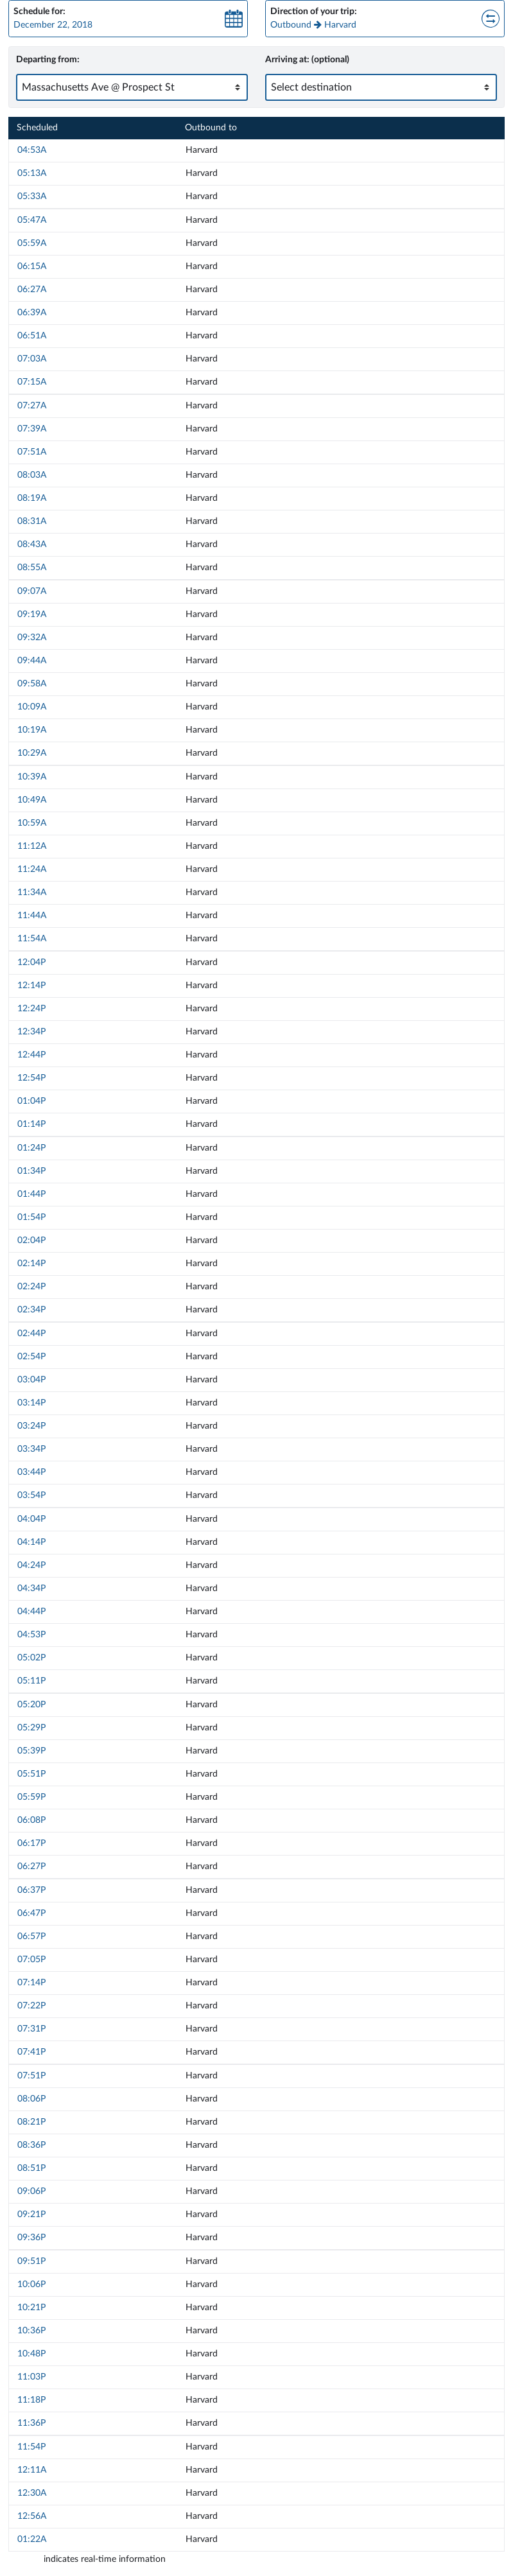 Schedule for:
December 22, 2018
Direction of your trip:
Outbound → Harvard
Departing from:
Arriving at: (optional)
Massachusetts Ave @ Prospect St
Select destination
Scheduled Outbound to
04:53A Harvard
05:13A Harvard
05:33A Harvard
05:47A Harvard
05:59A Harvard
06:15A Harvard
06:27A Harvard
06:39A Harvard
06:51A Harvard
07:03A Harvard
07:15A Harvard
07:27A Harvard
07:39A Harvard
07:51A Harvard
08:03A Harvard
08:19A Harvard
08:31A Harvard
08:43A Harvard
08:55A Harvard
09:07A Harvard
09:19A Harvard
09:32A Harvard
09:44A Harvard
09:58A Harvard
10:09A Harvard
10:19A Harvard
10:29A Harvard
10:39A Harvard
10:49A Harvard
10:59A Harvard
11:12A Harvard
11:24A Harvard
11:34A Harvard
11:44A Harvard
11:54A Harvard
12:04P Harvard
12:14P Harvard
12:24P Harvard
12:34P Harvard
12:44P Harvard
12:54P Harvard
01:04P Harvard
01:14P Harvard
01:24P Harvard
01:34P Harvard
01:44P Harvard
01:54P Harvard
02:04P Harvard
02:14P Harvard
02:24P Harvard
02:34P Harvard
02:44P Harvard
02:54P Harvard
03:04P Harvard
03:14P Harvard
03:24P Harvard
03:34P Harvard
03:44P Harvard
03:54P Harvard
04:04P Harvard
04:14P Harvard
04:24P Harvard
04:34P Harvard
04:44P Harvard
04:53P Harvard
05:02P Harvard
05:11P Harvard
05:20P Harvard
05:29P Harvard
05:39P Harvard
05:51P Harvard
05:59P Harvard
06:08P Harvard
06:17P Harvard
06:27P Harvard
06:37P Harvard
06:47P Harvard
06:57P Harvard
07:05P Harvard
07:14P Harvard
07:22P Harvard
07:31P Harvard
07:41P Harvard
07:51P Harvard
08:06P Harvard
08:21P Harvard
08:36P Harvard
08:51P Harvard
09:06P Harvard
09:21P Harvard
09:36P Harvard
09:51P Harvard
10:06P Harvard
10:21P Harvard
10:36P Harvard
10:48P Harvard
11:03P Harvard
11:18P Harvard
11:36P Harvard
11:54P Harvard
12:11A Harvard
12:30A Harvard
12:56A Harvard
01:22A Harvard
indicates real-time information